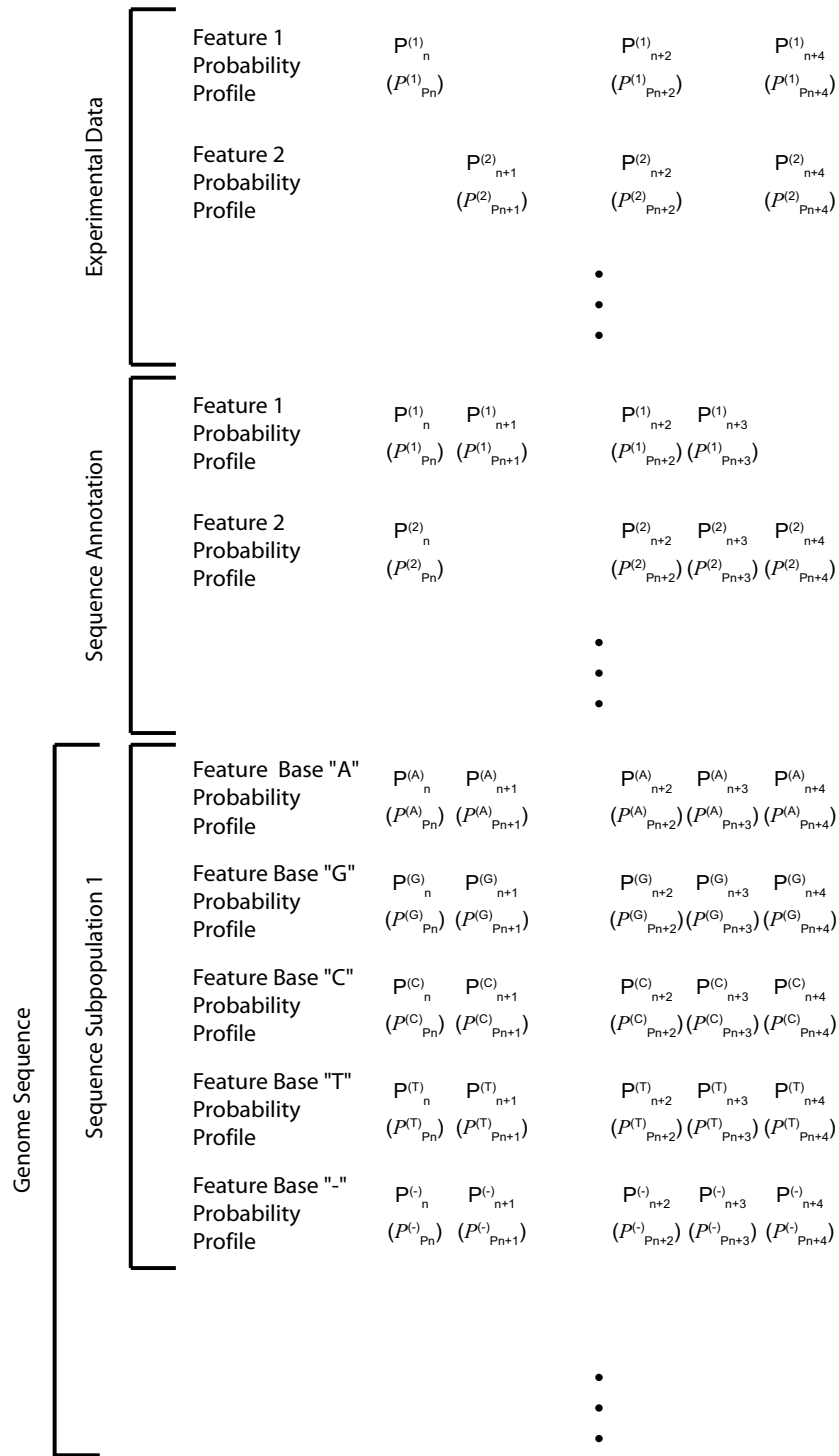 Experimental Data
Feature 1 P(1)n P(1)n+2 P(1)n+4
Probability
Profile (P(1)Pn) (P(1)Pn+2) (P(1)Pn+4)
Feature 2 P(2)n+1 P(2)n+2 P(2)n+4
Probability
Profile (P(2)Pn+1) (P(2)Pn+2) (P(2)Pn+4)
Sequence Annotation
Feature 1 P(1)n P(1)n+1 P(1)n+2 P(1)n+3
Probability
Profile (P(1)Pn) (P(1)Pn+1) (P(1)Pn+2) (P(1)Pn+3)
Feature 2 P(2)n P(2)n+2 P(2)n+3 P(2)n+4
Probability
Profile (P(2)Pn) (P(2)Pn+2) (P(2)Pn+3) (P(2)Pn+4)
Genome Sequence
Sequence Subpopulation 1
Feature Base "A" P(A)n P(A)n+1 P(A)n+2 P(A)n+3 P(A)n+4
Probability
Profile (P(A)Pn) (P(A)Pn+1) (P(A)Pn+2) (P(A)Pn+3) (P(A)Pn+4)
Feature Base "G" P(G)n P(G)n+1 P(G)n+2 P(G)n+3 P(G)n+4
Probability
Profile (P(G)Pn) (P(G)Pn+1) (P(G)Pn+2) (P(G)Pn+3) (P(G)Pn+4)
Feature Base "C" P(C)n P(C)n+1 P(C)n+2 P(C)n+3 P(C)n+4
Probability
Profile (P(C)Pn) (P(C)Pn+1) (P(C)Pn+2) (P(C)Pn+3) (P(C)Pn+4)
Feature Base "T" P(T)n P(T)n+1 P(T)n+2 P(T)n+3 P(T)n+4
Probability
Profile (P(T)Pn) (P(T)Pn+1) (P(T)Pn+2) (P(T)Pn+3) (P(T)Pn+4)
Feature Base "-" P(-)n P(-)n+1 P(-)n+2 P(-)n+3 P(-)n+4
Probability
Profile (P(-)Pn) (P(-)Pn+1) (P(-)Pn+2) (P(-)Pn+3) (P(-)Pn+4)